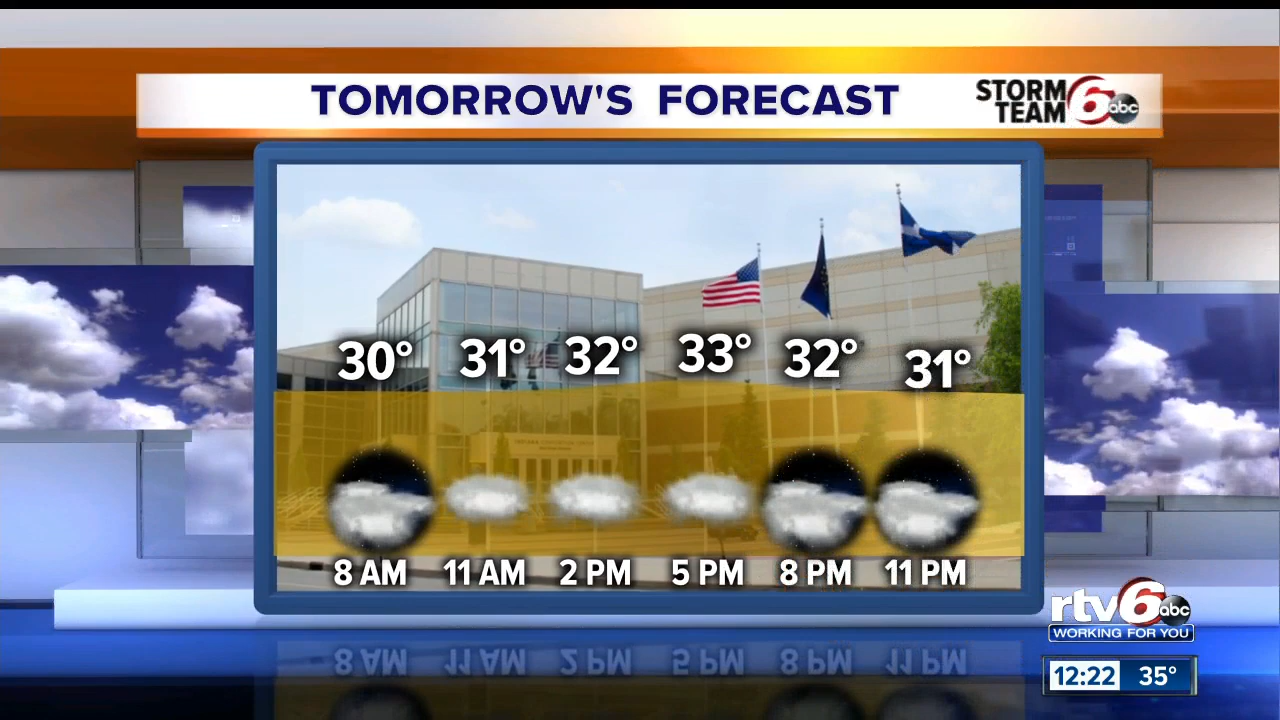 TOMORROW'S FORECAST
STORM
TEAM 6 abc
30° 31° 32° 33° 32° 31°
8 AM 11 AM 2 PM 5 PM 8 PM 11 PM
rtv6 abc
WORKING FOR YOU
12:22 35°